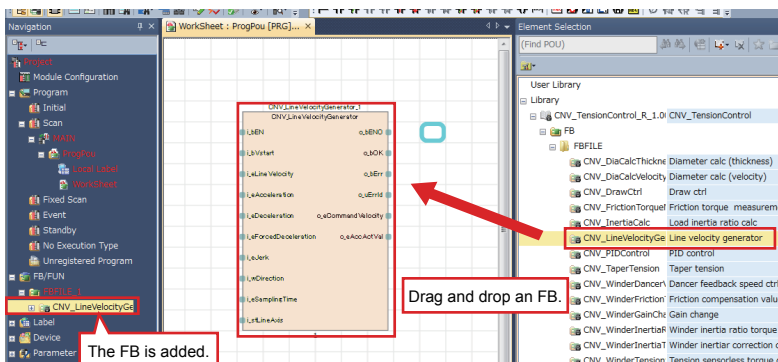 Navigation
Project
Module Configuration
Program
Initial
Scan
MAIN
ProgPou
Local Label
WorkSheet
Fixed Scan
Event
Standby
No Execution Type
Unregistered Program
FB/FUN
FBFILE_1
CNV_LineVelocityGe
Label
Device
Parameter
The FB is added.
WorkSheet : ProgPou [PRG]...
CNV_LineVelocityGenerator_1
CNV_LineVelocityGenerator
i_bEN o_bENO
i_bVstart o_bOK
i_eLine Velocity o_bErr
i_eAcceleration o_uErrId
i_eDeceleration o_eCommand Velocity
i_eForcedDeceleration o_eAccActVal
i_eJerk
i_wDirection
i_eSamplingTime
i_stLineAxis
1
Drag and drop an FB.
Element Selection
(Find POU)
User Library
Library
CNV_TensionControl_R_1.0 CNV_TensionControl
FB
FBFILE
CNV_DiaCalcThickne Diameter calc (thickness)
CNV_DiaCalcVelocity Diameter calc (velocity)
CNV_DrawCtrl Draw ctrl
CNV_FrictionTorque Friction torque measurem
CNV_InertiaCalc Load inertia ratio calc
CNV_LineVelocityGe Line velocity generator
CNV_PIDControl PID control
CNV_TaperTension Taper tension
CNV_WinderDancer Dancer feedback speed ctrl
CNV_WinderFriction Friction compensation valu
CNV_WinderGainCha Gain change
CNV_WinderInertiaR Winder inertia ratio torque
CNV_WinderInertiaT Winder inertiar correction
CNV_WinderTension Tension sensorless torque